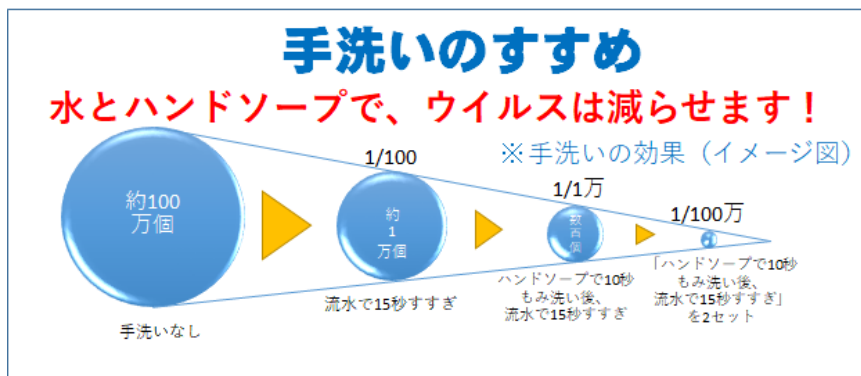 手洗いのすすめ
水とハンドソープで、ウイルスは減らせます！
※手洗いの効果（イメージ図）
約100
万個
手洗いなし
1/100
約
1
万個
流水で15秒すすぎ
1/1万
数
百
個
ハンドソープで10秒
もみ洗い後、
流水で15秒すすぎ
1/100万
「ハンドソープで10秒
もみ洗い後、
流水で15秒すすぎ」
を2セット